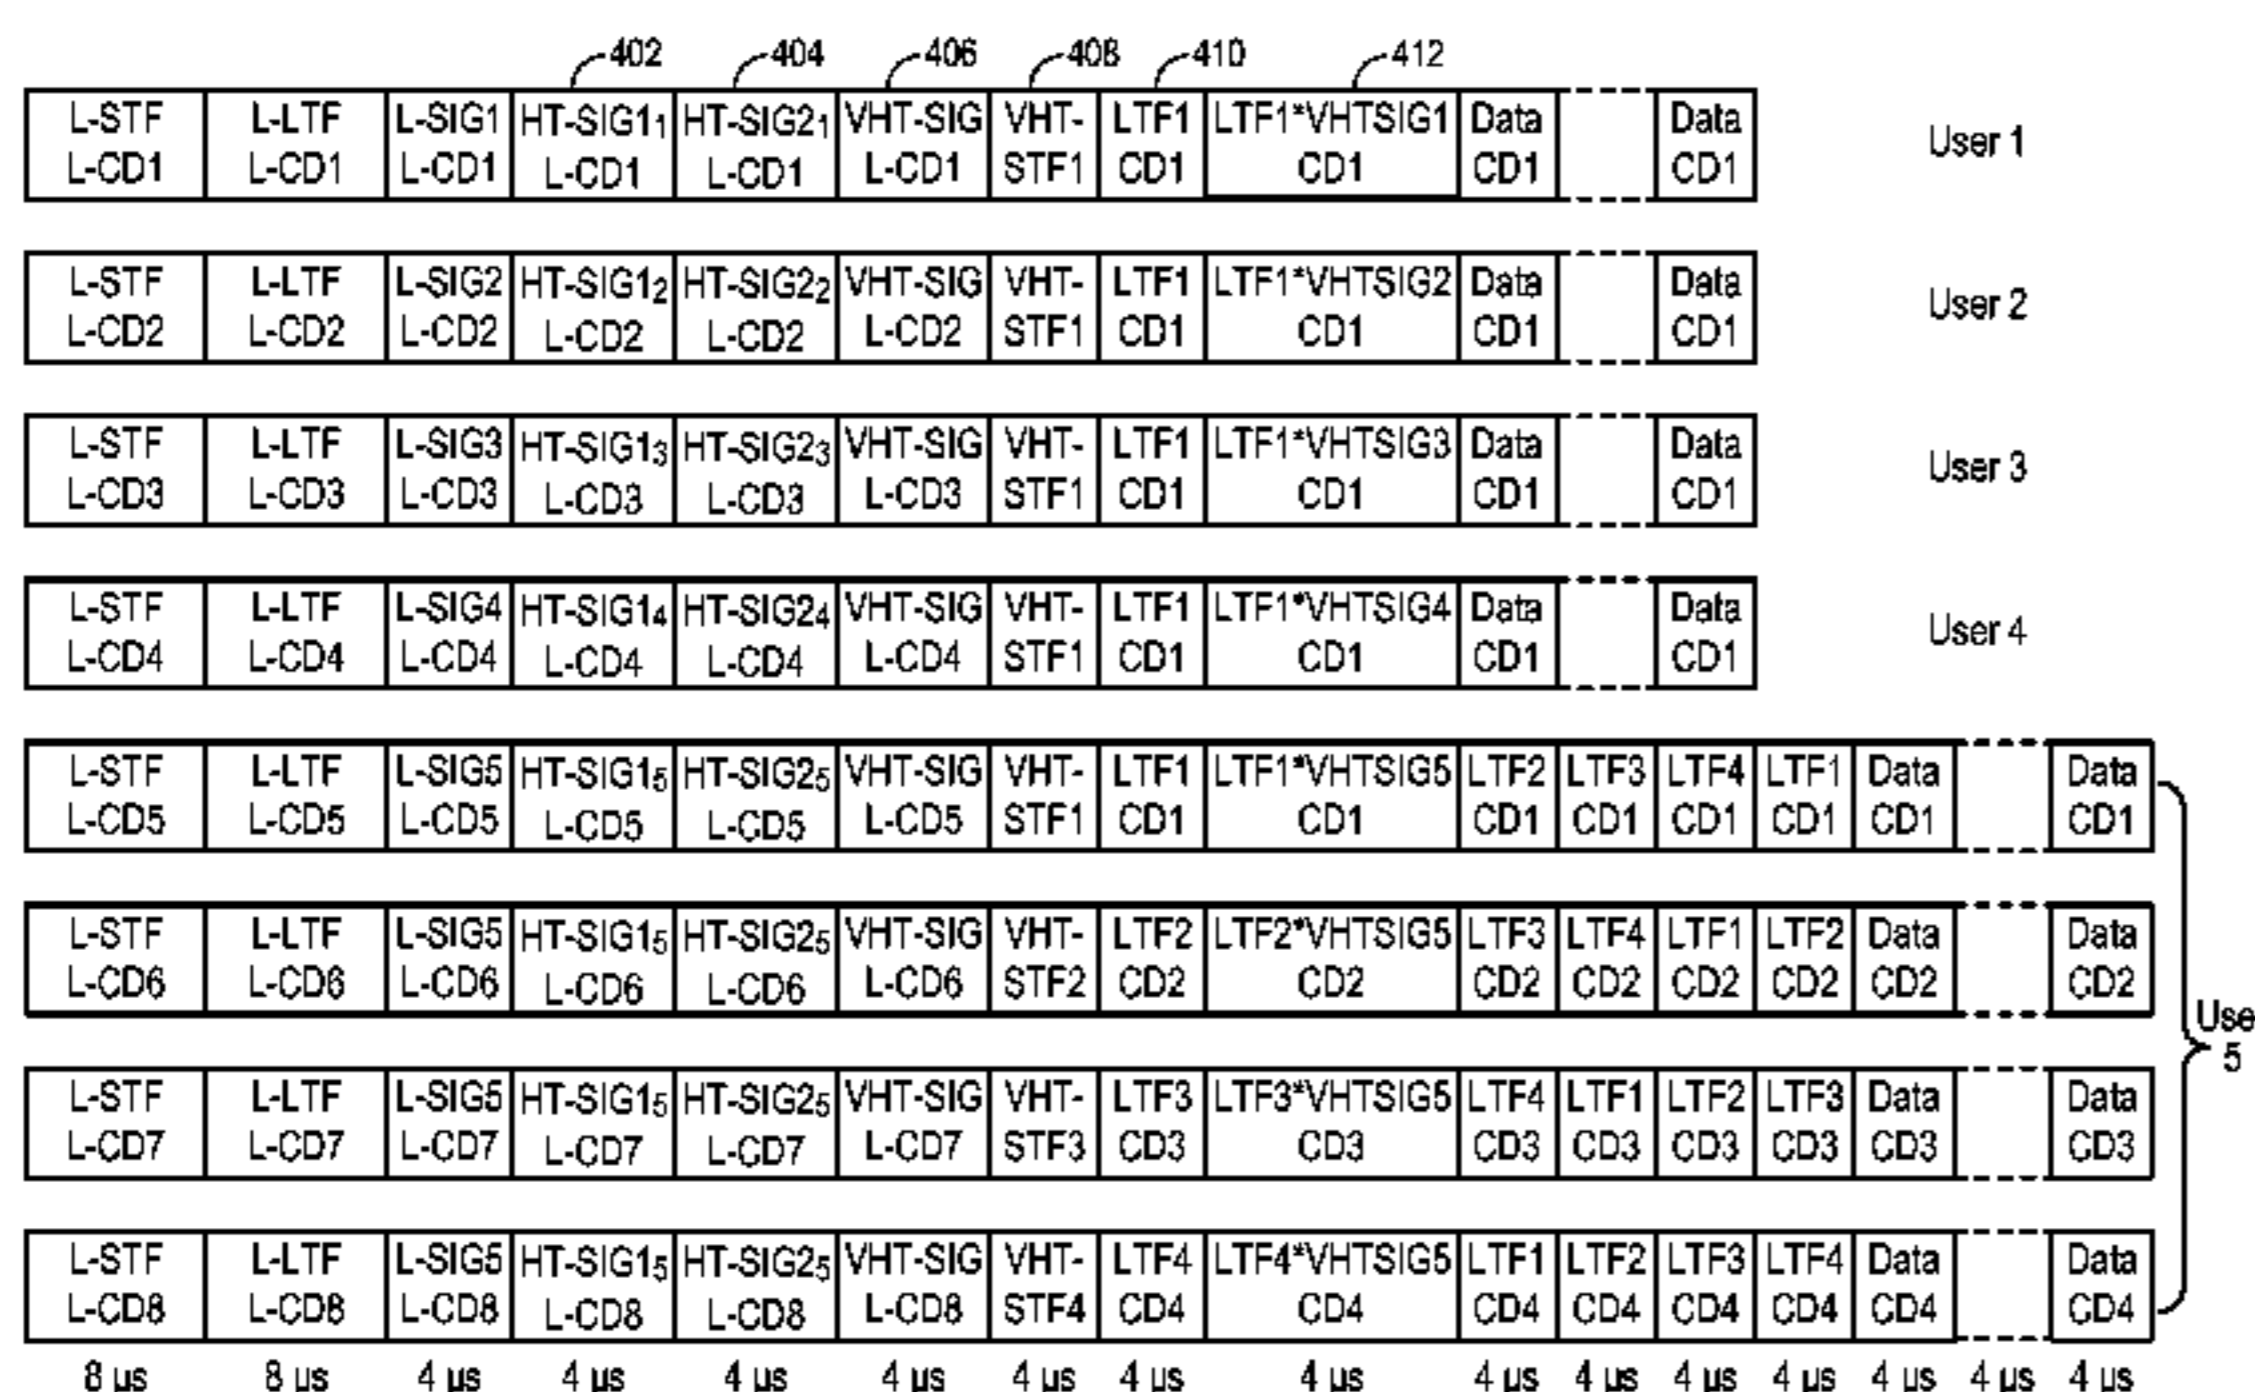 402 404 406 408 410 412
L-STF L-LTF L-SIG1 HT-SIG1₁ HT-SIG2₁ VHT-SIG VHT- LTF1 LTF1*VHTSIG1 Data Data
L-CD1 L-CD1 L-CD1 L-CD1 L-CD1 L-CD1 STF1 CD1 CD1 CD1 CD1
User 1
L-STF L-LTF L-SIG2 HT-SIG1₂ HT-SIG2₂ VHT-SIG VHT- LTF1 LTF1*VHTSIG2 Data Data
L-CD2 L-CD2 L-CD2 L-CD2 L-CD2 L-CD2 STF1 CD1 CD1 CD1 CD1
User 2
L-STF L-LTF L-SIG3 HT-SIG1₃ HT-SIG2₃ VHT-SIG VHT- LTF1 LTF1*VHTSIG3 Data Data
L-CD3 L-CD3 L-CD3 L-CD3 L-CD3 L-CD3 STF1 CD1 CD1 CD1 CD1
User 3
L-STF L-LTF L-SIG4 HT-SIG1₄ HT-SIG2₄ VHT-SIG VHT- LTF1 LTF1*VHTSIG4 Data Data
L-CD4 L-CD4 L-CD4 L-CD4 L-CD4 L-CD4 STF1 CD1 CD1 CD1 CD1
User 4
L-STF L-LTF L-SIG5 HT-SIG1₅ HT-SIG2₅ VHT-SIG VHT- LTF1 LTF1*VHTSIG5 LTF2 LTF3 LTF4 LTF1 Data Data
L-CD5 L-CD5 L-CD5 L-CD5 L-CD5 L-CD5 STF1 CD1 CD1 CD1 CD1 CD1 CD1 CD1 CD1
L-STF L-LTF L-SIG5 HT-SIG1₅ HT-SIG2₅ VHT-SIG VHT- LTF2 LTF2*VHTSIG5 LTF3 LTF4 LTF1 LTF2 Data Data
L-CD6 L-CD6 L-CD6 L-CD6 L-CD6 L-CD6 STF2 CD2 CD2 CD2 CD2 CD2 CD2 CD2 CD2
Use
5
L-STF L-LTF L-SIG5 HT-SIG1₅ HT-SIG2₅ VHT-SIG VHT- LTF3 LTF3*VHTSIG5 LTF4 LTF1 LTF2 LTF3 Data Data
L-CD7 L-CD7 L-CD7 L-CD7 L-CD7 L-CD7 STF3 CD3 CD3 CD3 CD3 CD3 CD3 CD3 CD3
L-STF L-LTF L-SIG5 HT-SIG1₅ HT-SIG2₅ VHT-SIG VHT- LTF4 LTF4*VHTSIG5 LTF1 LTF2 LTF3 LTF4 Data Data
L-CD8 L-CD8 L-CD8 L-CD8 L-CD8 L-CD8 STF4 CD4 CD4 CD4 CD4 CD4 CD4 CD4 CD4
8 µs 8 µs 4 µs 4 µs 4 µs 4 µs 4 µs 4 µs 4 µs 4 µs 4 µs 4 µs 4 µs 4 µs 4 µs 4 µs